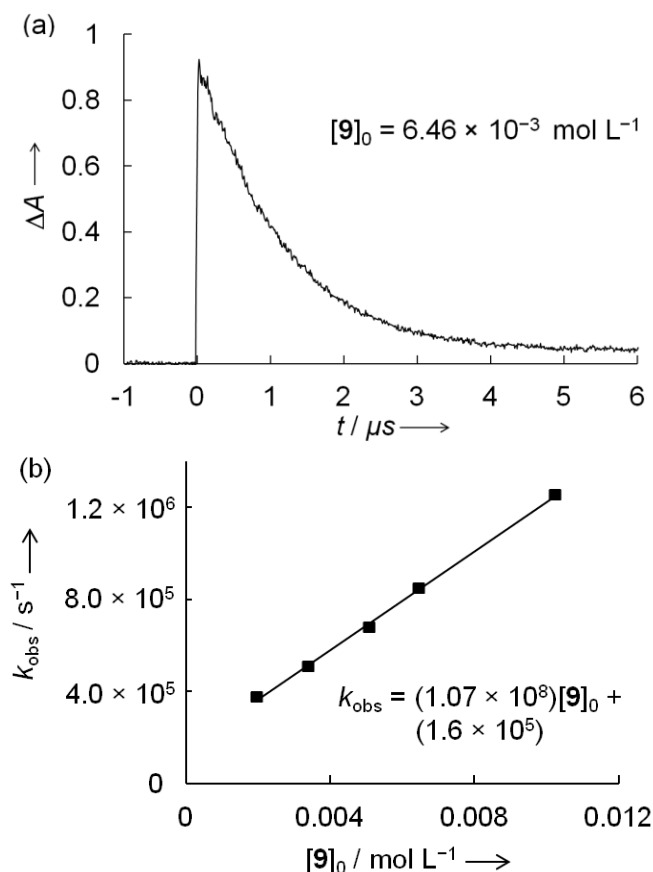 (a)
1
0.8
0.6
0.4
0.2
0
ΔA ⟶
[9]₀ = 6.46 × 10⁻³ mol L⁻¹
-1 0 1 2 3 4 5 6
t / μs ⟶
(b)
1.2 × 10⁶
8.0 × 10⁵
4.0 × 10⁵
0
k_obs / s⁻¹ ⟶
k_obs = (1.07 × 10⁸)[9]₀ +
(1.6 × 10⁵)
0 0.004 0.008 0.012
[9]₀ / mol L⁻¹ ⟶